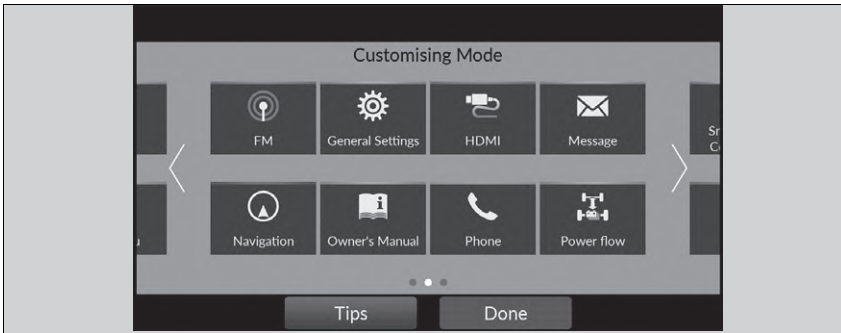 Customising Mode
FM
General Settings
HDMI
Message
Navigation
Owner's Manual
Phone
Power flow
Tips
Done